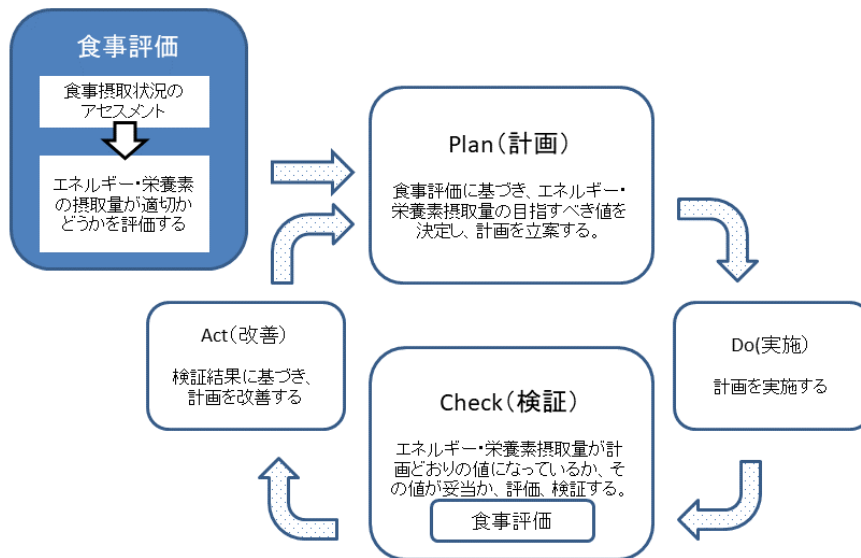 食事評価
食事摂取状況の
アセスメント
エネルギー・栄養素
の摂取量が適切か
どうかを評価する
Plan(計画)
食事評価に基づき、エネルギー・
栄養素摂取量の目指すべき値を
決定し、計画を立案する。
Do(実施)
計画を実施する
Check(検証)
エネルギー・栄養素摂取量が計
画どおりの値になっているか、そ
の値が妥当か、評価、検証する。
食事評価
Act(改善)
検証結果に基づき、
計画を改善する